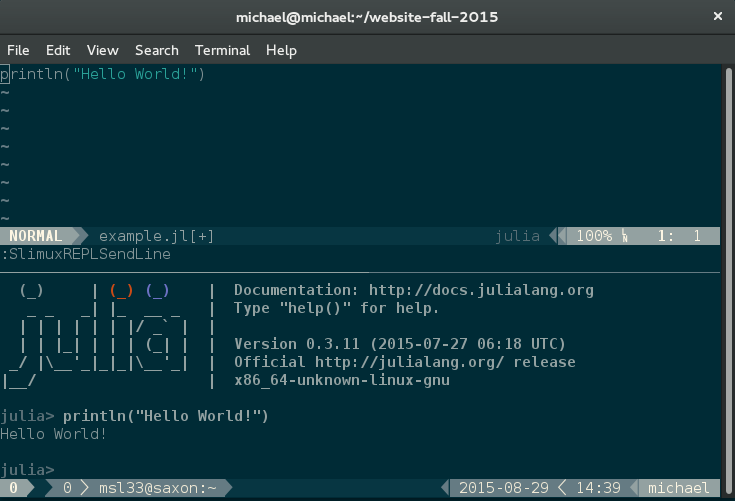 michael@michael:~/website-fall-2015
File Edit View Search Terminal Help
println("Hello World!")
~
~
~
~
~
~
~
~
NORMAL example.jl[+] julia 100% 1: 1
:SlimuxREPLSendLine
  (_)     | (_) (_)    |  Documentation: http://docs.julialang.org
   _ _   _| |_  __ _   |  Type "help()" for help.
  | | | | | | |/ _` |  |
  | | |_| | | | (_| |  |  Version 0.3.11 (2015-07-27 06:18 UTC)
 _/ |\__'_|_|_|\__'_|  |  Official http://julialang.org/ release
|__/                   |  x86_64-unknown-linux-gnu
julia> println("Hello World!")
Hello World!
julia>
0 0 msl33@saxon:~ 2015-08-29 14:39 michael